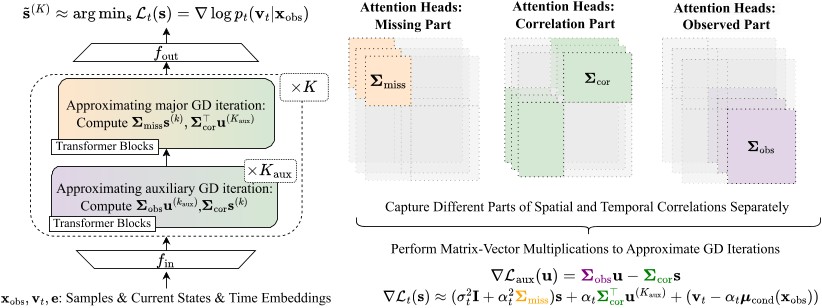 s̃^(K) ≈ arg min_s 𝓛_t(s) = ∇ log p_t(v_t|x_obs)
f_out
×K
Approximating major GD iteration:
Compute Σ_miss s^(k), Σ_cor^⊤ u^(K_aux)
Transformer Blocks
×K_aux
Approximating auxiliary GD iteration:
Compute Σ_obs u^(k_aux),Σ_cor s^(k)
Transformer Blocks
f_in
x_obs, v_t, e: Samples & Current States & Time Embeddings
Attention Heads:
Missing Part
Σ_miss
Attention Heads:
Correlation Part
Σ_cor
Attention Heads:
Observed Part
Σ_obs
Capture Different Parts of Spatial and Temporal Correlations Separately
Perform Matrix-Vector Multiplications to Approximate GD Iterations
∇𝓛_aux(u) = Σ_obs u − Σ_cor s
∇𝓛_t(s) ≈ (σ_t^2 I + α_t^2 Σ_miss)s + α_t Σ_cor^⊤ u^(K_aux) + (v_t − α_t μ_cond(x_obs))